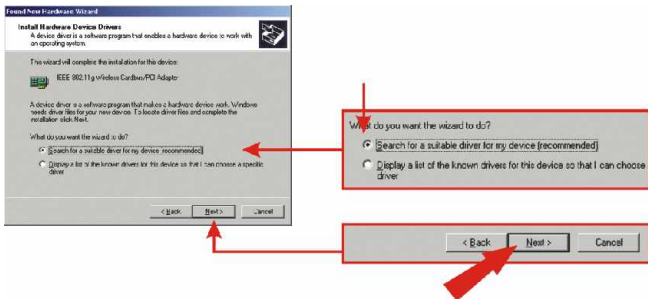 Found New Hardware Wizard
Install Hardware Device Drivers
A device driver is a software program that enables a hardware device to work with
an operating system.
This wizard will complete the installation for this device:
IEEE 802.11g Wireless Cardbus/PCI Adapter
A device driver is a software program that makes a hardware device work. Windows
needs driver files for your new device. To locate driver files and complete the
installation click Next.
What do you want the wizard to do?
Search for a suitable driver for my device (recommended)
Display a list of the known drivers for this device so that I can choose a specific
driver
< Back
Next >
Cancel
What do you want the wizard to do?
Search for a suitable driver for my device (recommended)
Display a list of the known drivers for this device so that I can choose
driver
< Back
Next >
Cancel